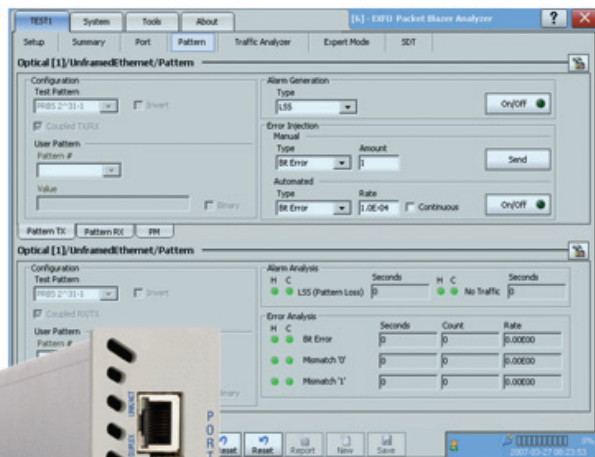 [6] - EXFO Packet Blazer Analyzer
TEST1 System Tools About
Setup Summary Port Pattern Traffic Analyzer Expert Mode SDT
Optical [1]/UnframedEthernet/Pattern
Configuration
Test Pattern
PRBS 2^31-1
Invert
Coupled TX/RX
User Pattern
Pattern #
Value
Binary
Alarm Generation
Type
LSS
On/Off
Error Injection
Manual
Type Amount
Bit Error 1
Send
Automated
Type Rate
Bit Error 1.0E-04 Continuous
On/Off
Pattern TX Pattern RX PM
Optical [1]/UnframedEthernet/Pattern
Configuration
Test Pattern
PRBS 2^31-1
Invert
Coupled RX/TX
User Pattern
Pattern #
Alarm Analysis
H C Seconds H C Seconds
LSS (Pattern Loss) 0 No Traffic 0
Error Analysis
H C Seconds Count Rate
Bit Error 0 0 0.00E00
Mismatch '0' 0 0 0.00E00
Mismatch '1' 0 0 0.00E00
LINK/ACT
DUPLEX
PORT
Reset Reset Report New Save
0%
2007-03-27 08:23:53